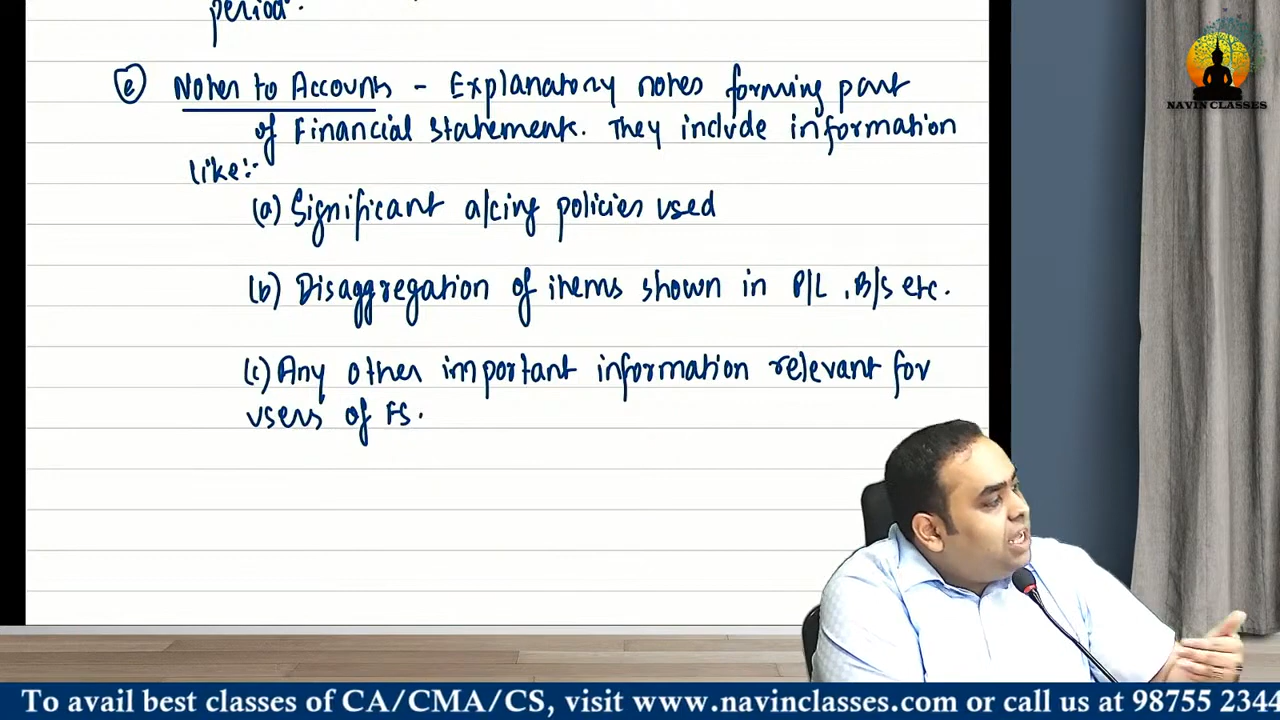 period.
(e) Notes to Accounts - Explanatory notes forming part
of Financial statements. They include information
like:-
(a) Significant a/cing policies used
(b) Disaggregation of items shown in P/L, B/S etc.
(c) Any other important information relevant for
users of FS.
NAVIN CLASSES
To avail best classes of CA/CMA/CS, visit www.navinclasses.com or call us at 98755 2344